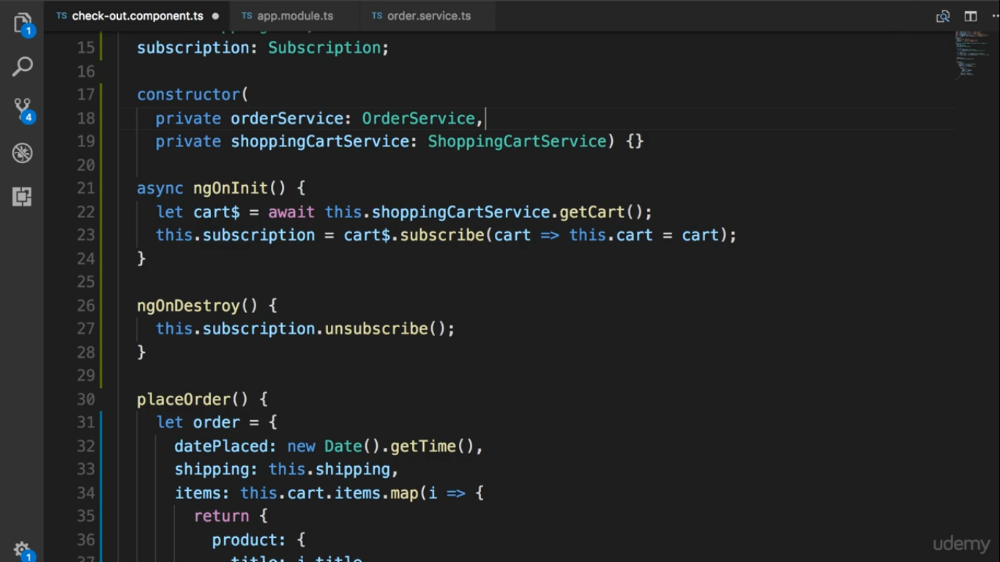 TS check-out.component.ts ● TS app.module.ts TS order.service.ts
1
15 subscription: Subscription;
16
17 constructor(
4
18 private orderService: OrderService,
19 private shoppingCartService: ShoppingCartService) {}
20
21 async ngOnInit() {
22 let cart$ = await this.shoppingCartService.getCart();
23 this.subscription = cart$.subscribe(cart => this.cart = cart);
24 }
25
26 ngOnDestroy() {
27 this.subscription.unsubscribe();
28 }
29
30 placeOrder() {
31 let order = {
32 datePlaced: new Date().getTime(),
33 shipping: this.shipping,
34 items: this.cart.items.map(i => {
35 return {
36 product: {
37 title: i.title
1
udemy